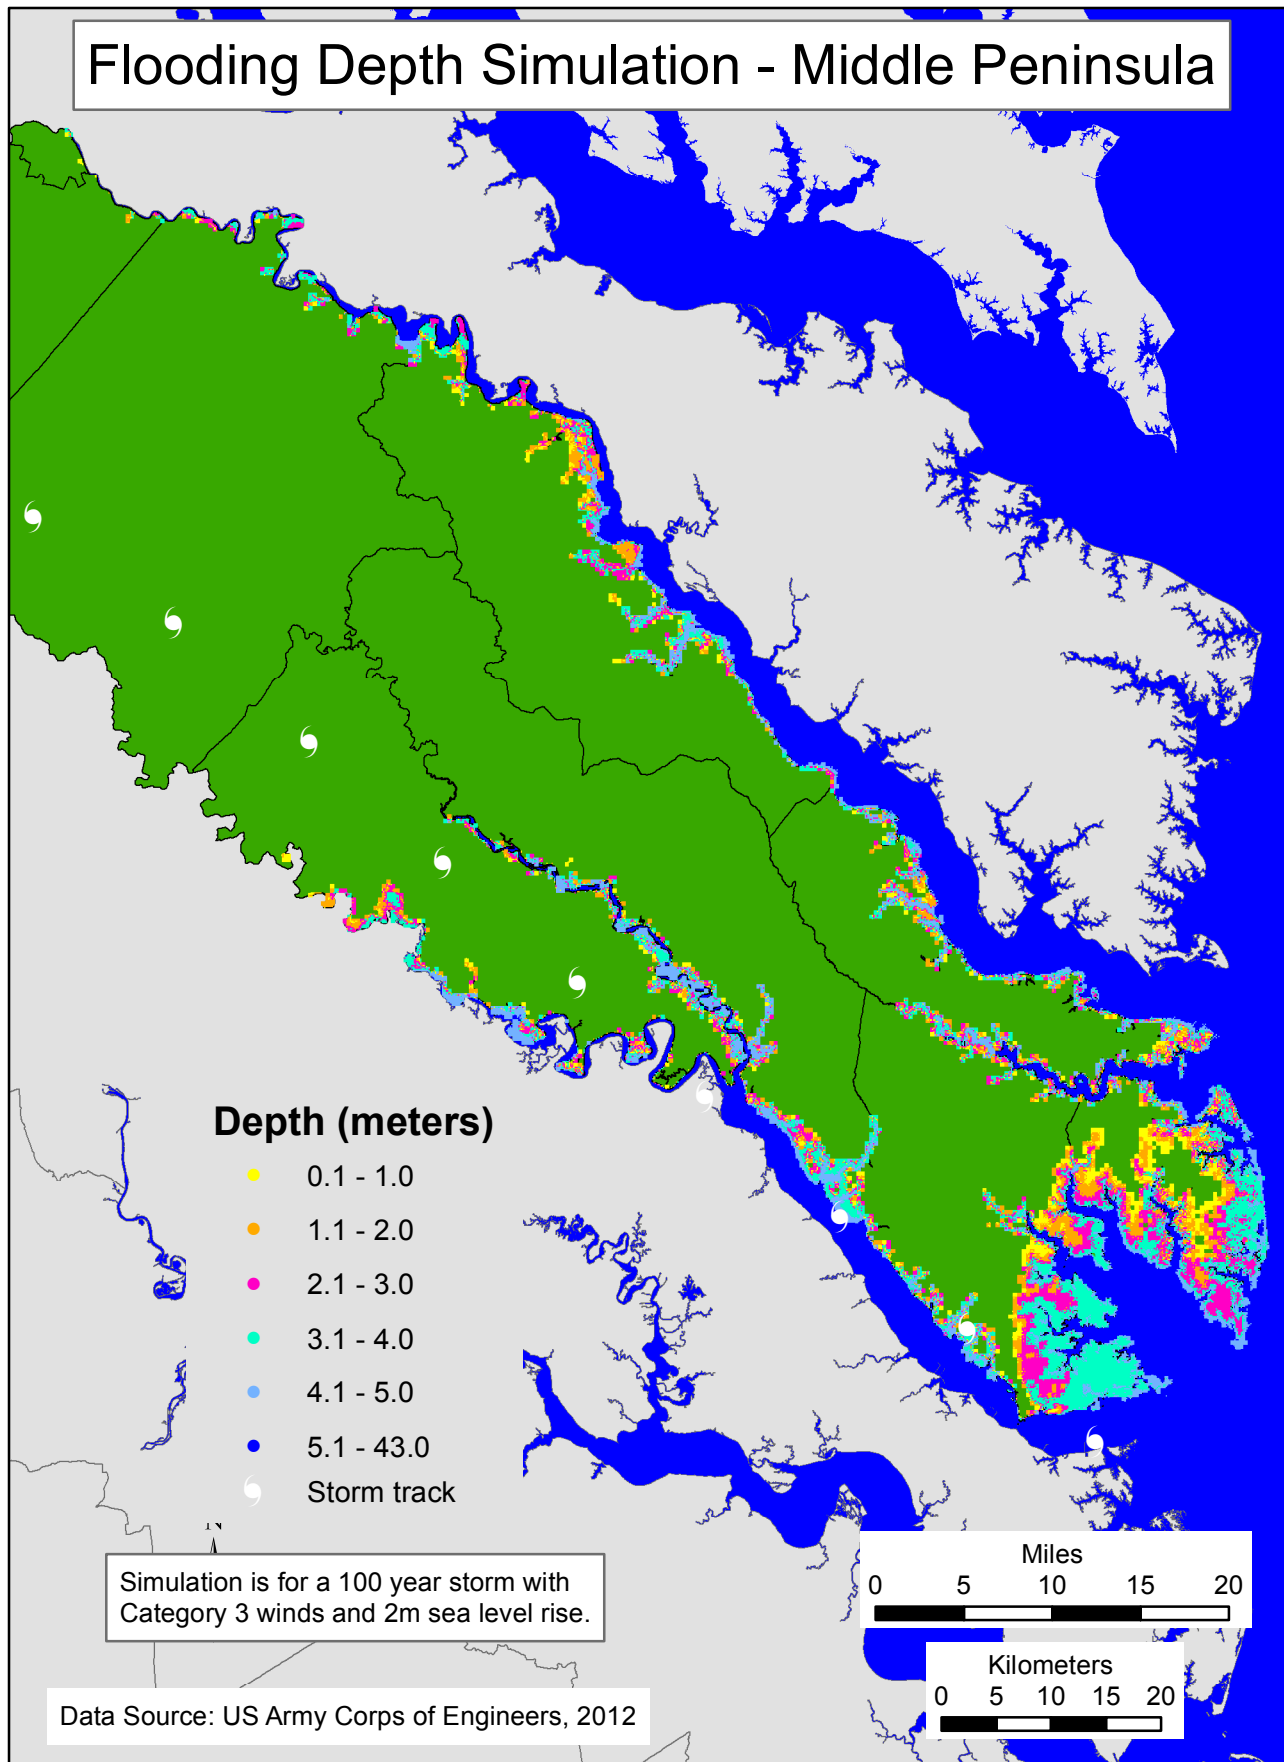 Flooding Depth Simulation - Middle Peninsula
Depth (meters)
0.1 - 1.0
1.1 - 2.0
2.1 - 3.0
3.1 - 4.0
4.1 - 5.0
5.1 - 43.0
Storm track
N
Simulation is for a 100 year storm with
Category 3 winds and 2m sea level rise.
Data Source: US Army Corps of Engineers, 2012
Miles
0 5 10 15 20
Kilometers
0 5 10 15 20